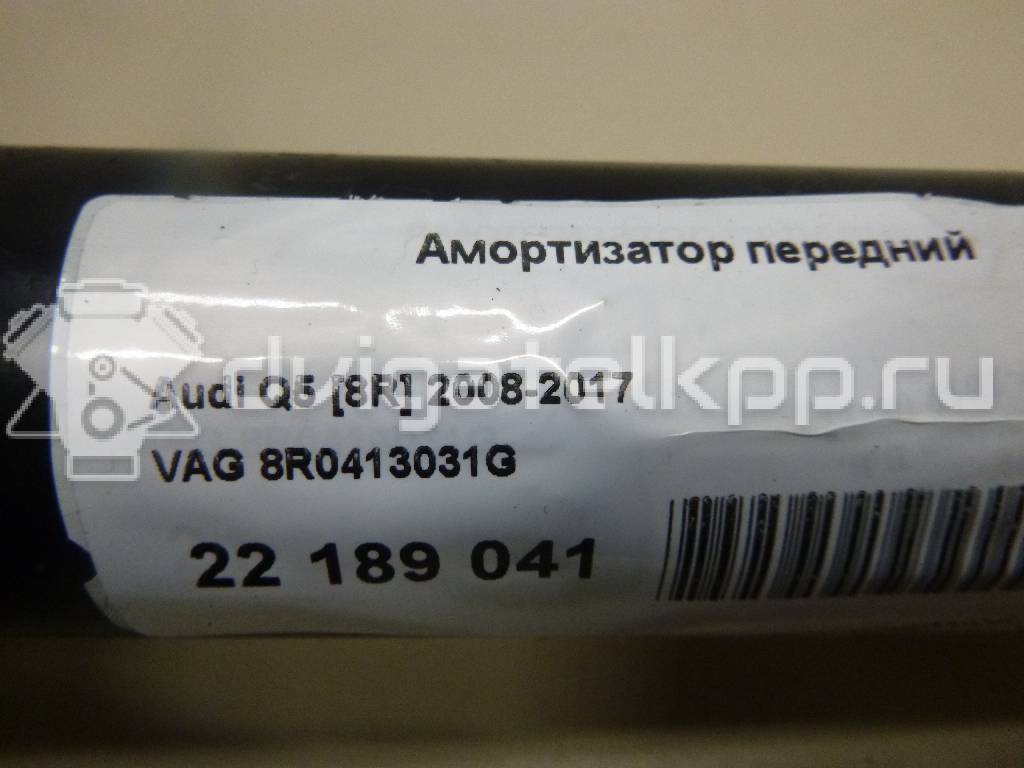 Амортизатор передний
dvigatelkpp.ru
Audi Q5 [8R] 2008-2017
VAG 8R0413031G
22 189 041